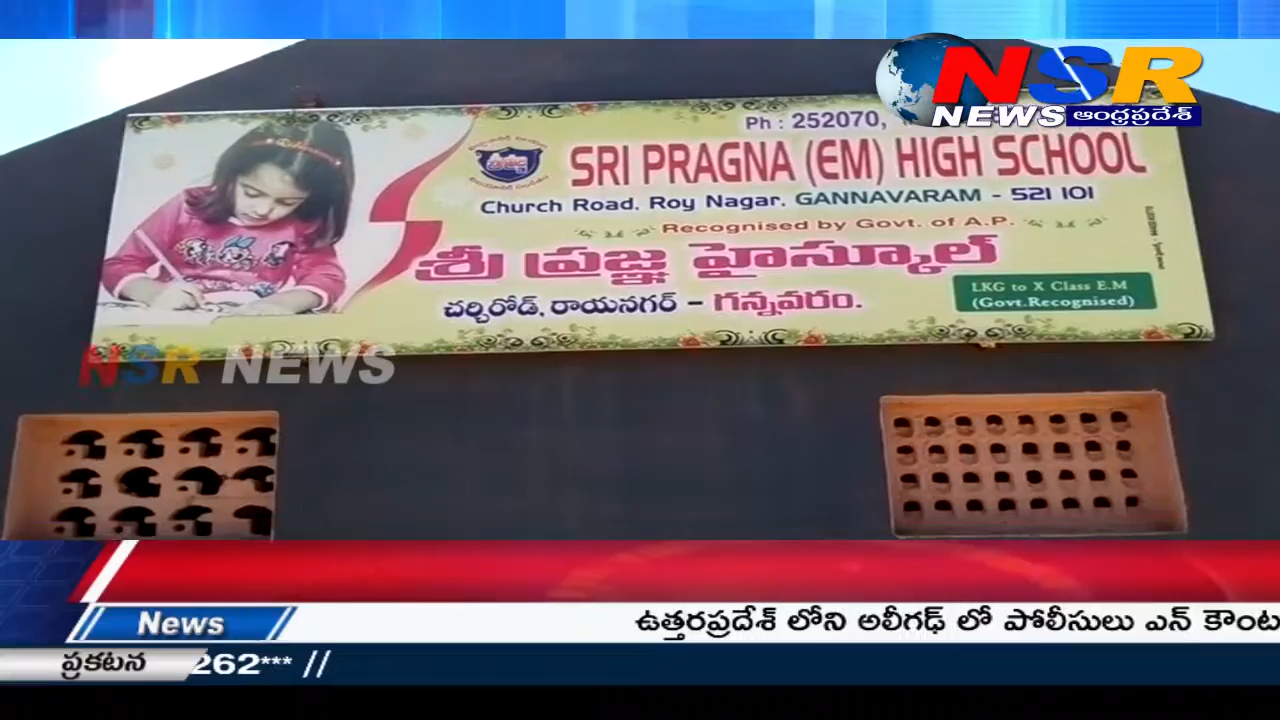 NSR
NEWS ఆంధ్రప్రదేశ్
Ph : 252070,
SRI PRAGNA (EM) HIGH SCHOOL
Church Road, Roy Nagar, GANNAVARAM - 521 101
Recognised by Govt. of A.P.
శ్రీ ప్రజ్ఞ హైస్కూల్
LKG to X Class E.M
(Govt.Recognised)
చర్చిరోడ్, రాయనగర్ - గన్నవరం.
NSR NEWS
News
ఉత్తరప్రదేశ్ లోని అలీగఢ్ లో పోలీసులు ఎన్ కౌంట
ప్రకటన
262*** //